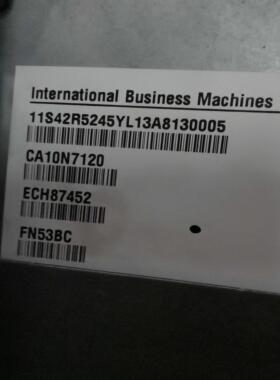 International Business Machines
11S42R5245YL13A8130005
CA10N7120
ECH87452
FN53BC